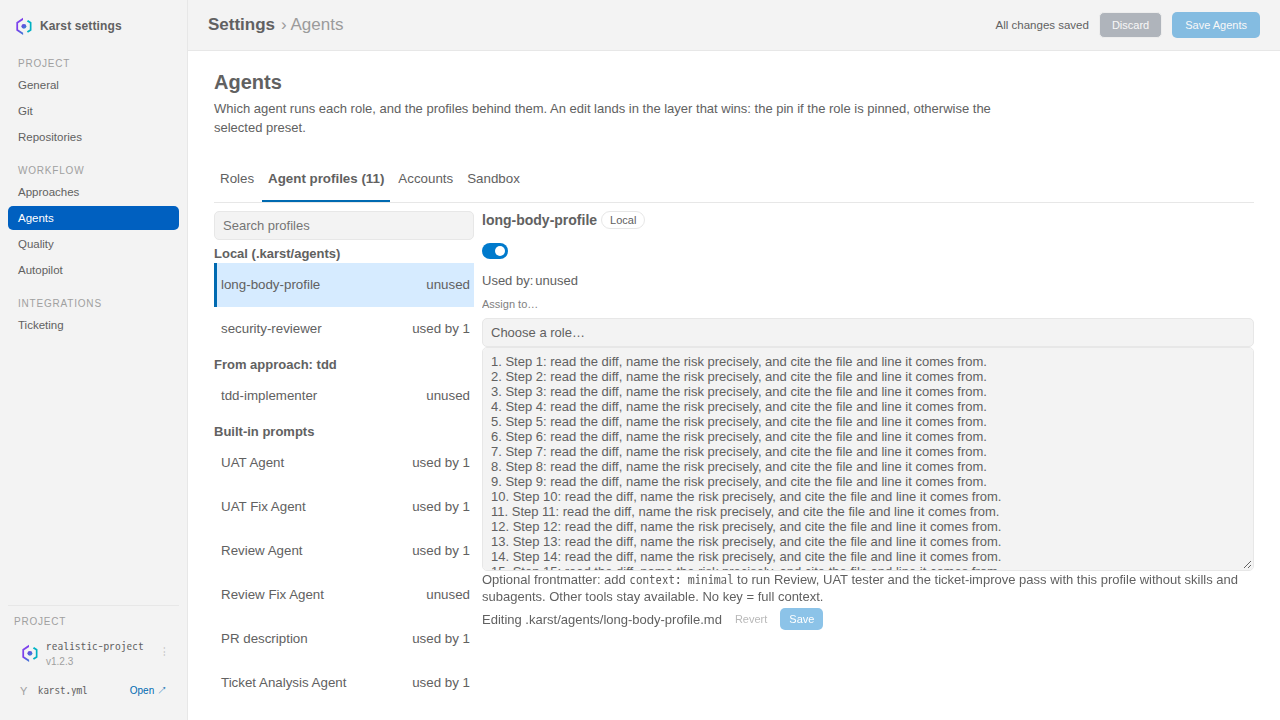 Karst settings
PROJECT
General
Git
Repositories
WORKFLOW
Approaches
Agents
Quality
Autopilot
INTEGRATIONS
Ticketing
PROJECT
realistic-project
v1.2.3
Y karst.yml Open ↗
Settings › Agents
All changes saved
Discard
Save Agents
Agents
Which agent runs each role, and the profiles behind them. An edit lands in the layer that wins: the pin if the role is pinned, otherwise the
selected preset.
Roles Agent profiles (11) Accounts Sandbox
Search profiles
Local (.karst/agents)
long-body-profile unused
security-reviewer used by 1
From approach: tdd
tdd-implementer unused
Built-in prompts
UAT Agent used by 1
UAT Fix Agent used by 1
Review Agent used by 1
Review Fix Agent unused
PR description used by 1
Ticket Analysis Agent used by 1
long-body-profile Local
Used by: unused
Assign to…
Choose a role…
1. Step 1: read the diff, name the risk precisely, and cite the file and line it comes from.
2. Step 2: read the diff, name the risk precisely, and cite the file and line it comes from.
3. Step 3: read the diff, name the risk precisely, and cite the file and line it comes from.
4. Step 4: read the diff, name the risk precisely, and cite the file and line it comes from.
5. Step 5: read the diff, name the risk precisely, and cite the file and line it comes from.
6. Step 6: read the diff, name the risk precisely, and cite the file and line it comes from.
7. Step 7: read the diff, name the risk precisely, and cite the file and line it comes from.
8. Step 8: read the diff, name the risk precisely, and cite the file and line it comes from.
9. Step 9: read the diff, name the risk precisely, and cite the file and line it comes from.
10. Step 10: read the diff, name the risk precisely, and cite the file and line it comes from.
11. Step 11: read the diff, name the risk precisely, and cite the file and line it comes from.
12. Step 12: read the diff, name the risk precisely, and cite the file and line it comes from.
13. Step 13: read the diff, name the risk precisely, and cite the file and line it comes from.
14. Step 14: read the diff, name the risk precisely, and cite the file and line it comes from.
Optional frontmatter: add context: minimal to run Review, UAT tester and the ticket-improve pass with this profile without skills and
subagents. Other tools stay available. No key = full context.
Editing .karst/agents/long-body-profile.md Revert Save